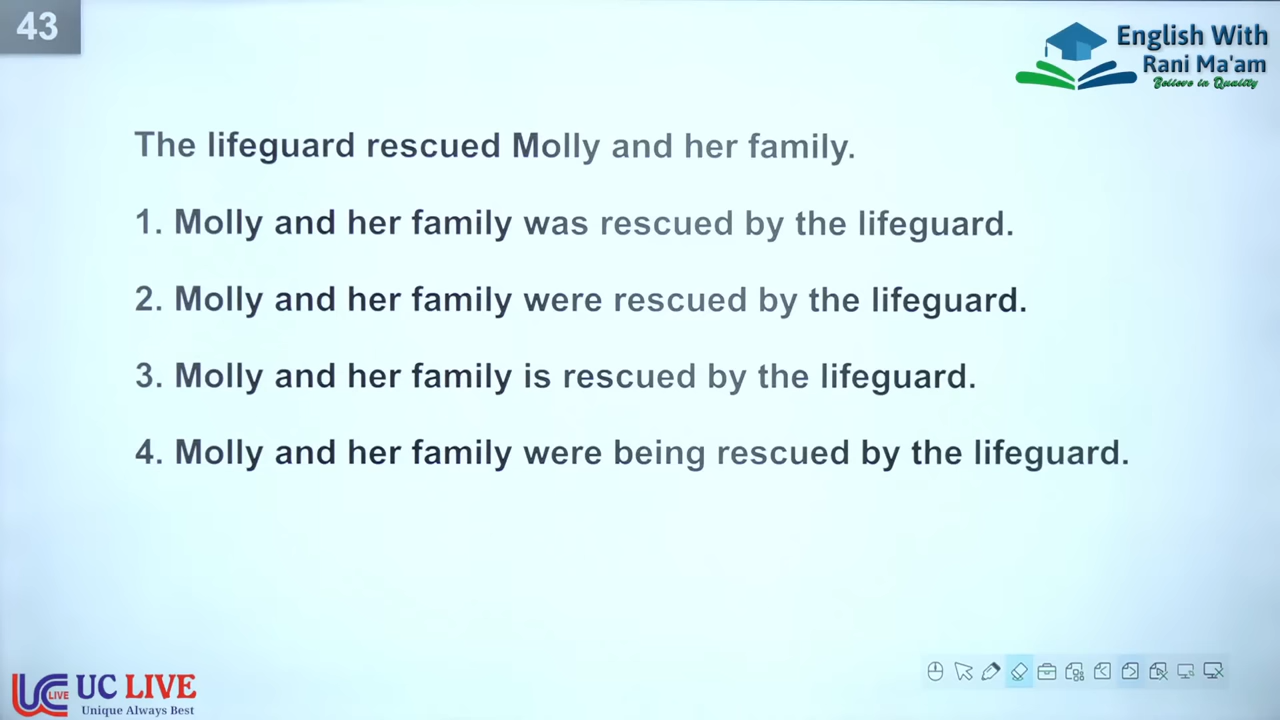 43
English With
Rani Ma'am
Believe in Quality
The lifeguard rescued Molly and her family.
1. Molly and her family was rescued by the lifeguard.
2. Molly and her family were rescued by the lifeguard.
3. Molly and her family is rescued by the lifeguard.
4. Molly and her family were being rescued by the lifeguard.
UC LIVE
LIVE
Unique Always Best